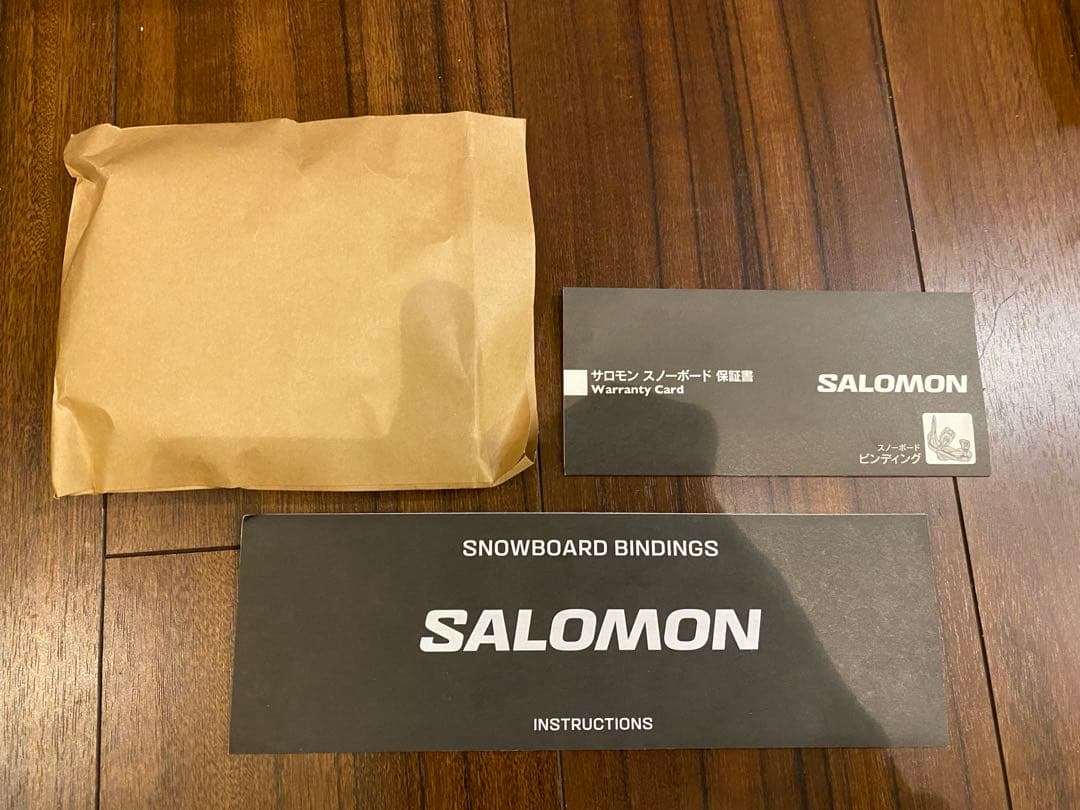 サロモン スノーボード 保証書
Warranty Card
SALOMON
スノーボード
ビンディング
SNOWBOARD BINDINGS
SALOMON
INSTRUCTIONS